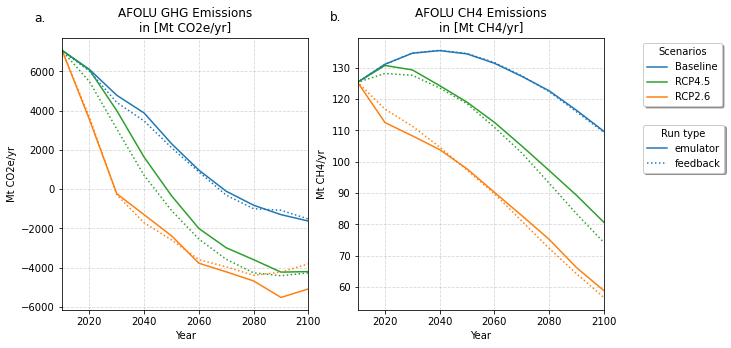 a.
AFOLU GHG Emissions
in [Mt CO2e/yr]
Mt CO2e/yr
6000
4000
2000
0
−2000
−4000
−6000
2020
2040
2060
2080
2100
Year
b.
AFOLU CH4 Emissions
in [Mt CH4/yr]
Mt CH4/yr
130
120
110
100
90
80
70
60
2020
2040
2060
2080
2100
Year
Scenarios
Baseline
RCP4.5
RCP2.6
Run type
emulator
feedback